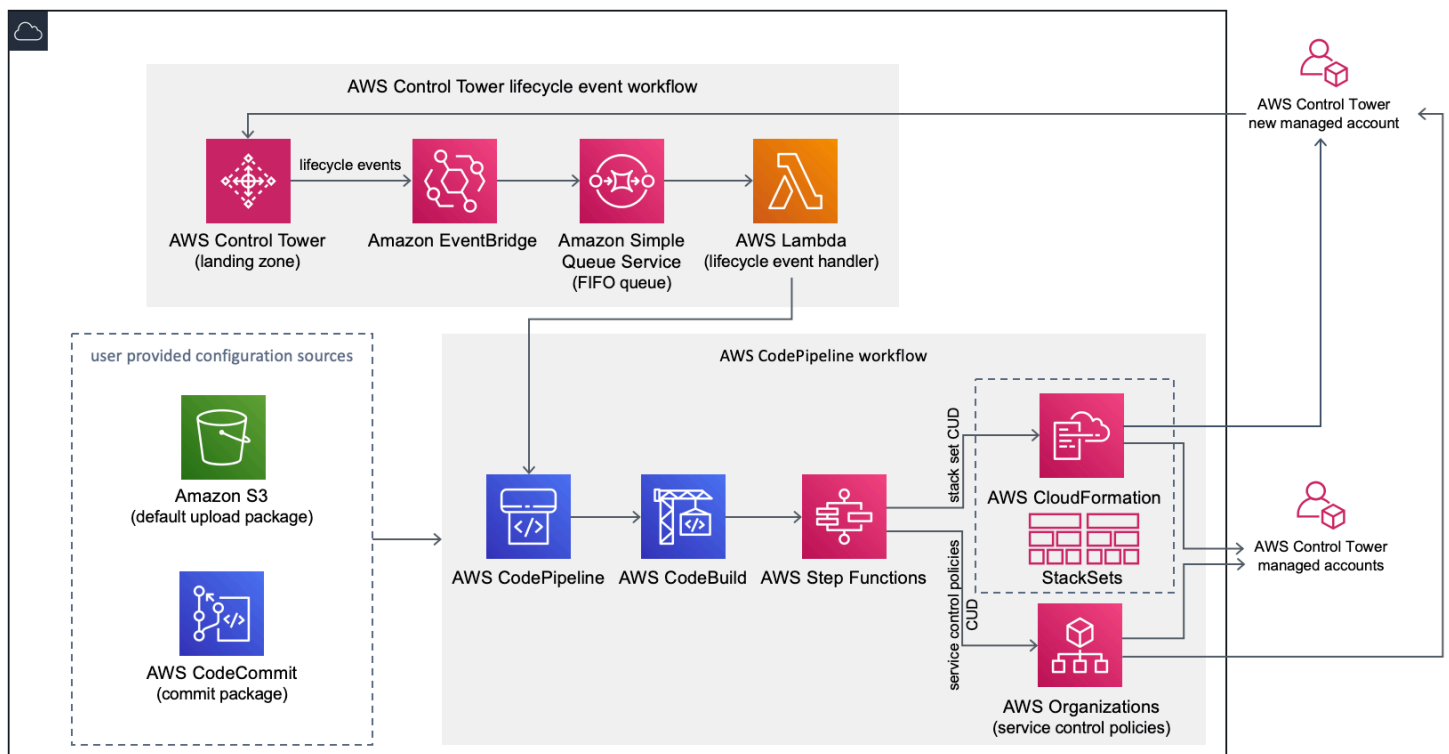 AWS Control Tower lifecycle event workflow
AWS Control Tower
new managed account
lifecycle events
AWS Control Tower
(landing zone)
Amazon EventBridge
Amazon Simple
Queue Service
(FIFO queue)
AWS Lambda
(lifecycle event handler)
user provided configuration sources
Amazon S3
(default upload package)
AWS CodeCommit
(commit package)
AWS CodePipeline workflow
AWS CodePipeline
AWS CodeBuild
AWS Step Functions
stack set CUD
service control policies
CUD
AWS CloudFormation
StackSets
AWS Organizations
(service control policies)
AWS Control Tower
managed accounts